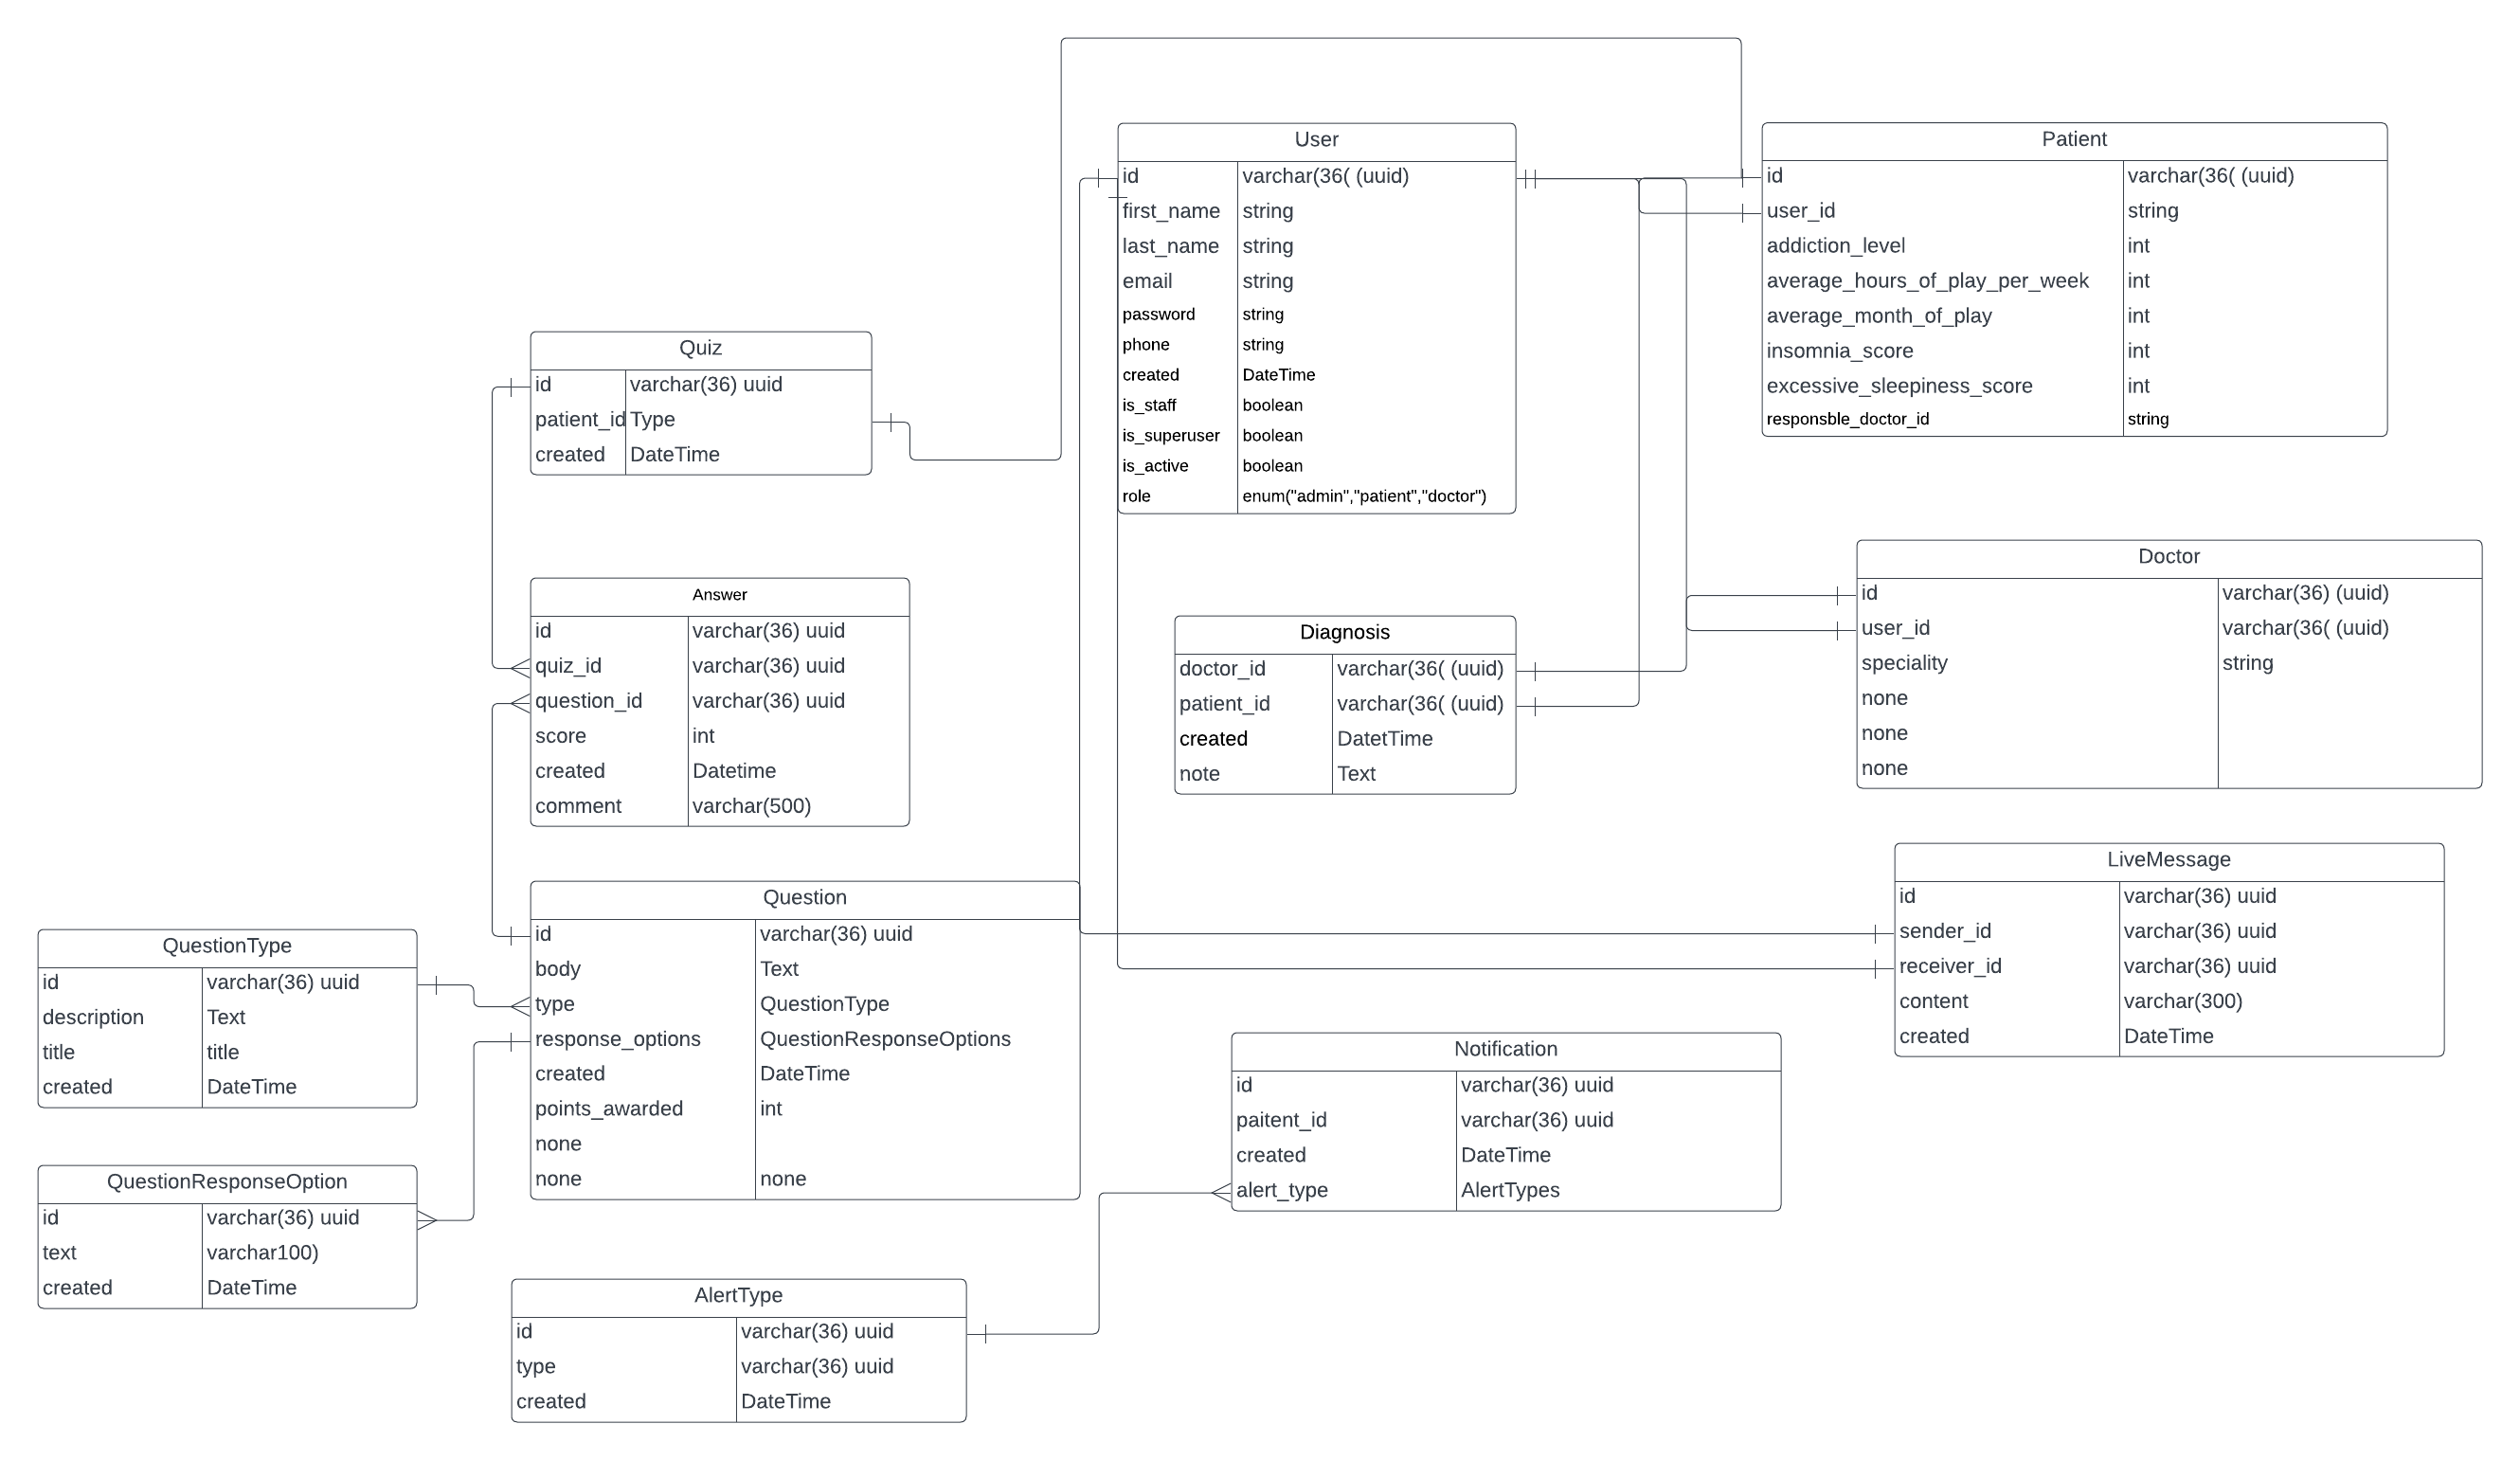 User
id varchar(36( (uuid)
first_name string
last_name string
email string
password string
phone string
created DateTime
is_staff boolean
is_superuser boolean
is_active boolean
role enum("admin","patient","doctor")
Patient
id varchar(36( (uuid)
user_id string
addiction_level int
average_hours_of_play_per_week int
average_month_of_play int
insomnia_score int
excessive_sleepiness_score int
responsble_doctor_id string
Quiz
id varchar(36) uuid
patient_id Type
created DateTime
Doctor
id varchar(36) (uuid)
user_id varchar(36( (uuid)
speciality string
none
none
none
Answer
id varchar(36) uuid
quiz_id varchar(36) uuid
question_id varchar(36) uuid
score int
created Datetime
comment varchar(500)
Diagnosis
doctor_id varchar(36( (uuid)
patient_id varchar(36( (uuid)
created DatetTime
note Text
LiveMessage
id varchar(36) uuid
sender_id varchar(36) uuid
receiver_id varchar(36) uuid
content varchar(300)
created DateTime
Question
id varchar(36) uuid
body Text
type QuestionType
response_options QuestionResponseOptions
created DateTime
points_awarded int
none
none none
QuestionType
id varchar(36) uuid
description Text
title title
created DateTime
Notification
id varchar(36) uuid
paitent_id varchar(36) uuid
created DateTime
alert_type AlertTypes
QuestionResponseOption
id varchar(36) uuid
text varchar100)
created DateTime
AlertType
id varchar(36) uuid
type varchar(36) uuid
created DateTime